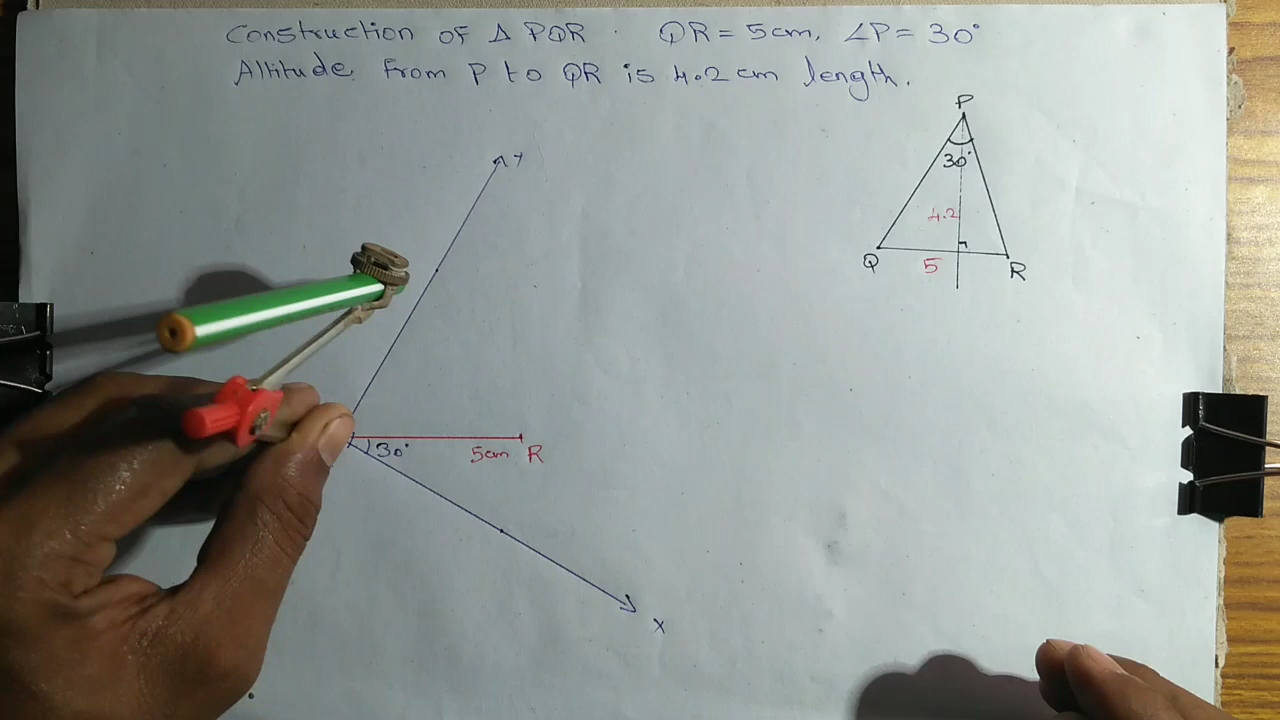 Construction of Δ PQR . QR = 5cm, ∠P = 30°
Altitude from P to QR is 4.2 cm length.
P
30°
4.2
Q
5
R
Y
30°
5cm R
X